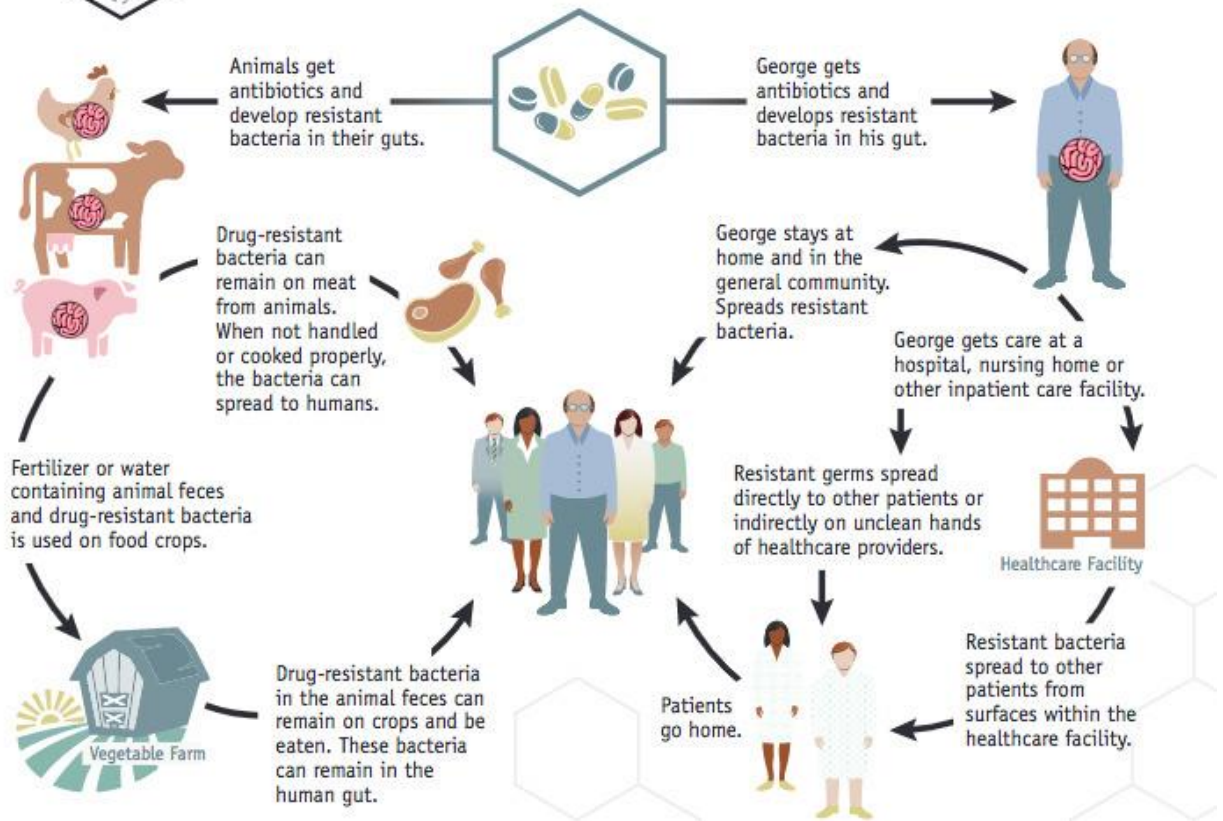 Animals get
antibiotics and
develop resistant
bacteria in their guts.
George gets
antibiotics and
develops resistant
bacteria in his gut.
Drug-resistant
bacteria can
remain on meat
from animals.
When not handled
or cooked properly,
the bacteria can
spread to humans.
George stays at
home and in the
general community.
Spreads resistant
bacteria.
George gets care at a
hospital, nursing home or
other inpatient care facility.
Fertilizer or water
containing animal feces
and drug-resistant bacteria
is used on food crops.
Resistant germs spread
directly to other patients or
indirectly on unclean hands
of healthcare providers.
Healthcare Facility
Vegetable Farm
Drug-resistant bacteria
in the animal feces can
remain on crops and be
eaten. These bacteria
can remain in the
human gut.
Patients
go home.
Resistant bacteria
spread to other
patients from
surfaces within the
healthcare facility.